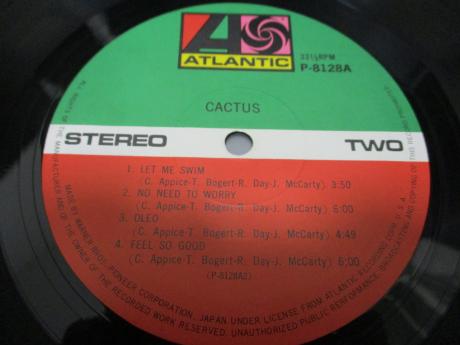 ATLANTIC
33⅓RPM
P-8128A
CACTUS
STEREO
TWO
1. LET ME SWIM
(C. Appice-T. Bogert-R. Day-J. McCarty) 3:50
2. NO NEED TO WORRY
(C. Appice-T. Bogert-R. Day-J. McCarty) 6:00
3. OLEO
(C. Appice-T. Bogert-R. Day-J. McCarty) 4:49
4. FEEL SO GOOD
(C. Appice-T. Bogert-R. Day-J. McCarty) 6:00
(P-8128A2)
MADE BY WARNER BROS./PIONEER CORPORATION, JAPAN UNDER LICENSE FROM ATLANTIC RECORDING CORP. U.S.A.
ALL RIGHTS OF THE MANUFACTURER AND OF THE OWNER OF THE RECORDED WORK RESERVED. UNAUTHORIZED PUBLIC PERFORMANCE, BROADCASTING AND COPYING OF THIS RECORD